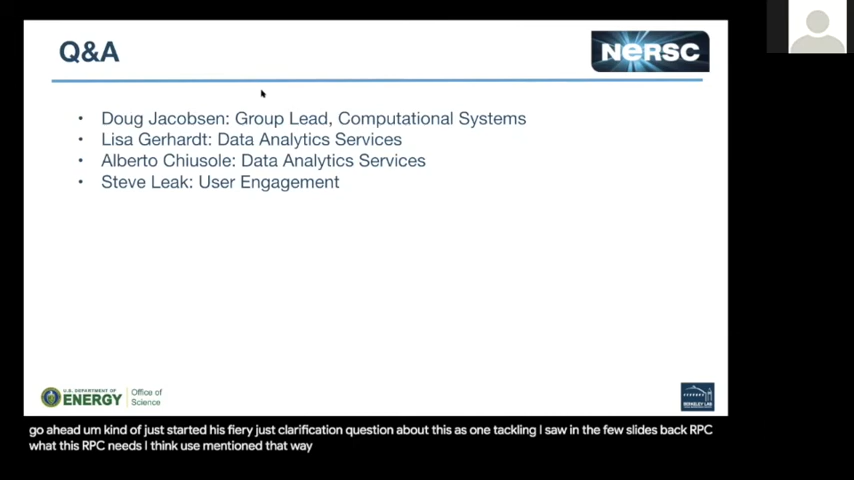 Q&A
NERSC
• Doug Jacobsen: Group Lead, Computational Systems
• Lisa Gerhardt: Data Analytics Services
• Alberto Chiusole: Data Analytics Services
• Steve Leak: User Engagement
U.S. DEPARTMENT OF
ENERGY
Office of
Science
BERKELEY LAB
go ahead um kind of just started his fiery just clarification question about this as one tackling I saw in the few slides back RPC
what this RPC needs I think use mentioned that way